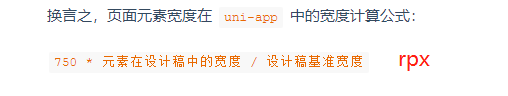 换言之，页面元素宽度在 uni-app 中的宽度计算公式：
750 * 元素在设计稿中的宽度 / 设计稿基准宽度 rpx